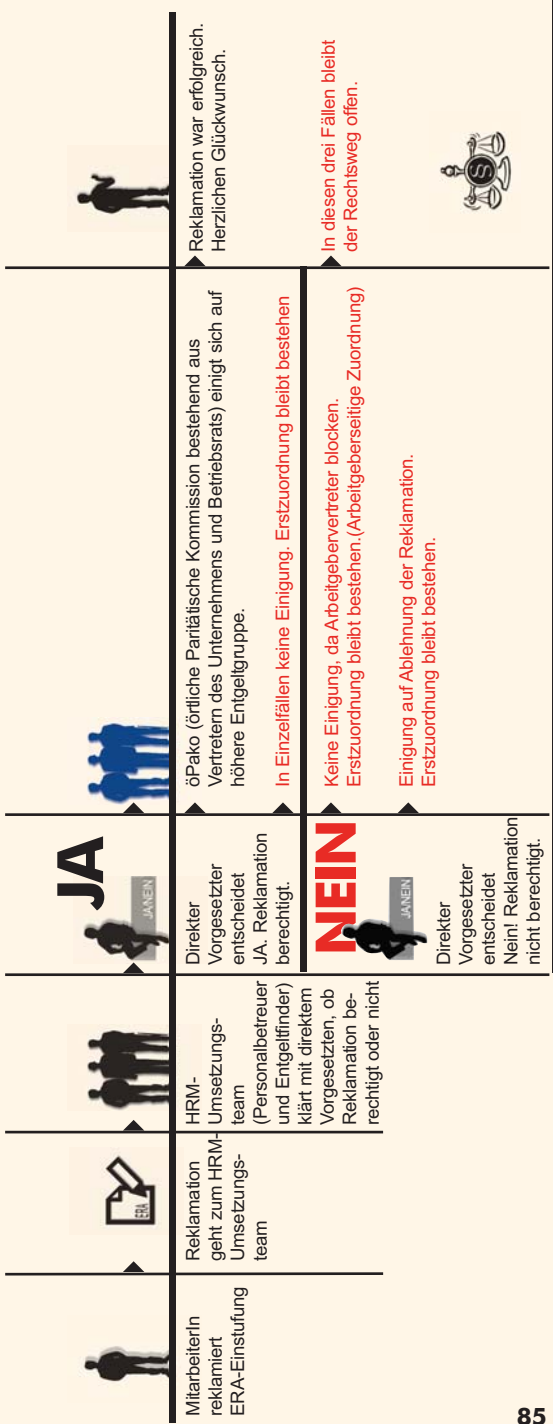 MitarbeiterIn
reklamiert
ERA-Einstufung
ERA
Reklamation
geht zum HRM-
Umsetzungs-
team
HRM-
Umsetzungs-
team
(Personalbetreuer
und Entgeltfinder)
klärt mit direktem
Vorgesetzten, ob
Reklamation be-
rechtigt oder nicht
JA
JA/NEIN
Direkter
Vorgesetzter
entscheidet
JA. Reklamation
berechtigt.
NEIN
JA/NEIN
Direkter
Vorgesetzter
entscheidet
Nein! Reklamation
nicht berechtigt.
öPako (örtliche Paritätische Kommission bestehend aus
Vertretern des Unternehmens und Betriebsrats) einigt sich auf
höhere Entgeltgruppe.
In Einzelfällen keine Einigung. Erstzuordnung bleibt bestehen
Keine Einigung, da Arbeitgebervertreter blocken.
Erstzuordnung bleibt bestehen.(Arbeitgeberseitige Zuordnung)
Einigung auf Ablehnung der Reklamation.
Erstzuordnung bleibt bestehen.
Reklamation war erfolgreich.
Herzlichen Glückwunsch.
In diesen drei Fällen bleibt
der Rechtsweg offen.
§
85